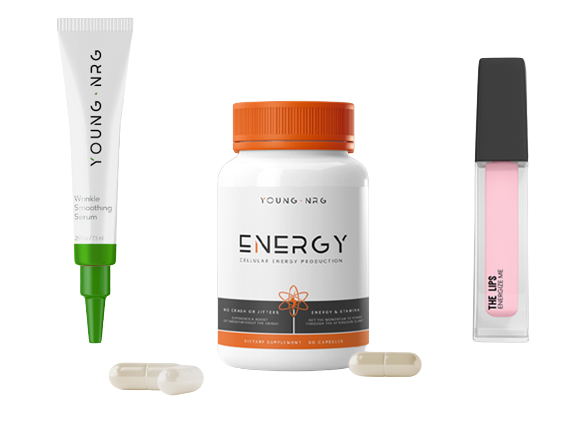 YOUNG·NRG
Wrinkle
Smoothing
Serum
YOUNG·NRG
ENERGY
CELLULAR ENERGY PRODUCTION
NO CRASH OR JITTERS
ENERGY & STAMINA
DIETARY SUPPLEMENT
CAPSULES
THE LIPS
ENERGIZE ME